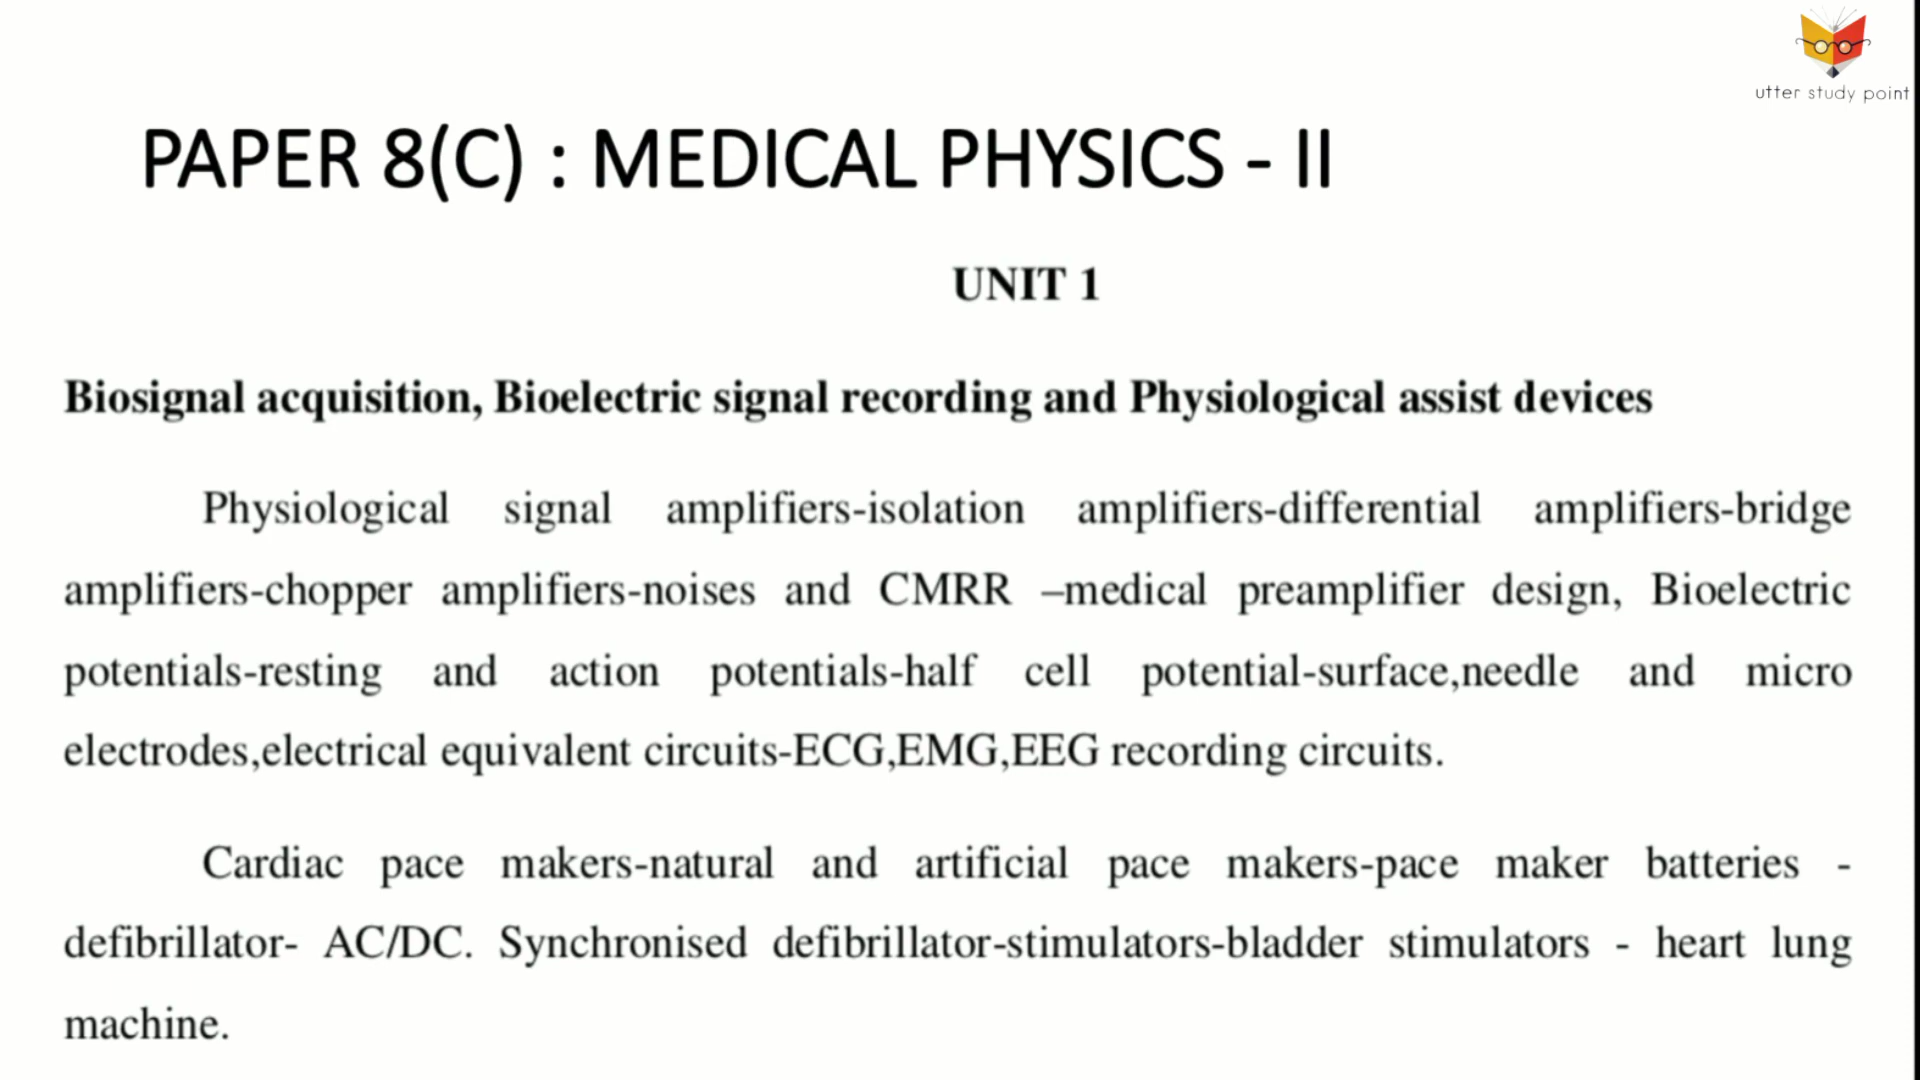 utter study point
PAPER 8(C) : MEDICAL PHYSICS - II
UNIT 1
Biosignal acquisition, Bioelectric signal recording and Physiological assist devices
Physiological signal amplifiers-isolation amplifiers-differential amplifiers-bridge
amplifiers-chopper amplifiers-noises and CMRR –medical preamplifier design, Bioelectric
potentials-resting and action potentials-half cell potential-surface,needle and micro
electrodes,electrical equivalent circuits-ECG,EMG,EEG recording circuits.
Cardiac pace makers-natural and artificial pace makers-pace maker batteries -
defibrillator- AC/DC. Synchronised defibrillator-stimulators-bladder stimulators - heart lung
machine.